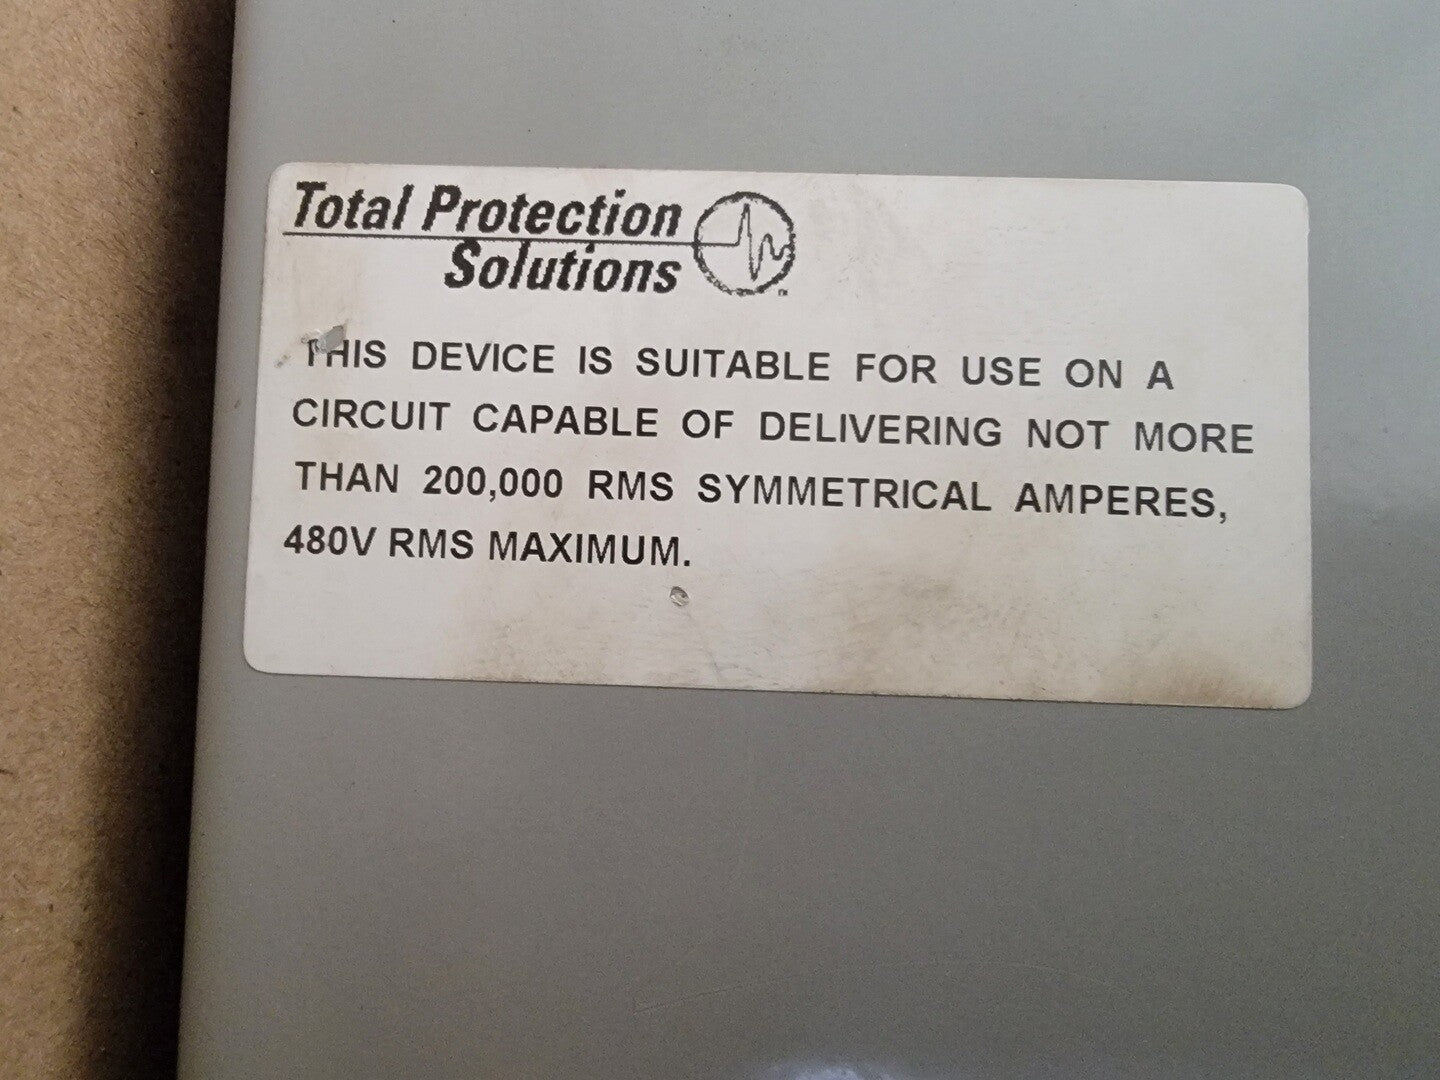 Total Protection
Solutions
THIS DEVICE IS SUITABLE FOR USE ON A
CIRCUIT CAPABLE OF DELIVERING NOT MORE
THAN 200,000 RMS SYMMETRICAL AMPERES,
480V RMS MAXIMUM.